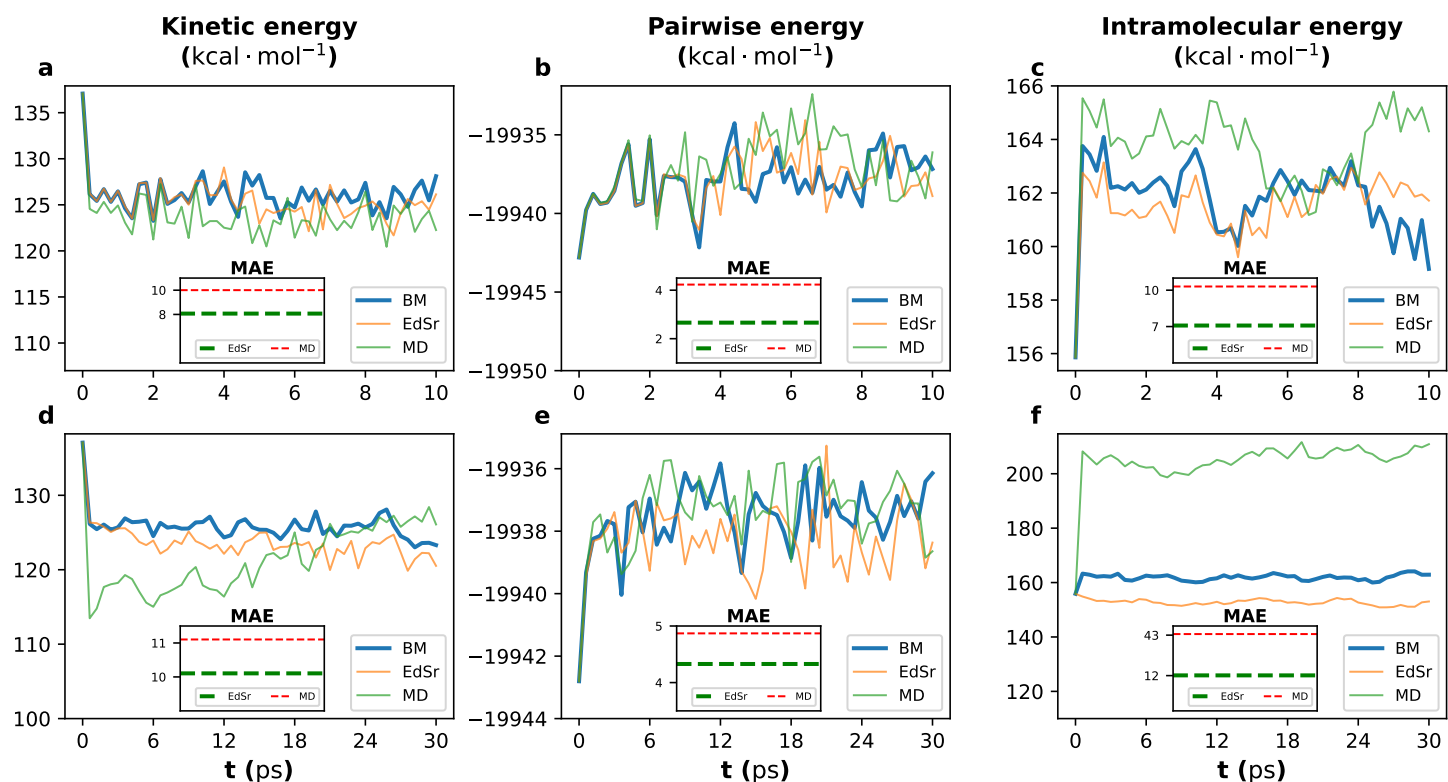 Kinetic energy
(kcal · mol⁻¹)
Pairwise energy
(kcal · mol⁻¹)
Intramolecular energy
(kcal · mol⁻¹)
a
135
130
125
120
115
110
0
2
4
6
8
10
MAE
10
8
EdSr
MD
BM
EdSr
MD
b
−19935
−19940
−19945
−19950
0
2
4
6
8
10
MAE
4
2
EdSr
MD
BM
EdSr
MD
c
166
164
162
160
158
156
0
2
4
6
8
10
MAE
10
7
EdSr
MD
BM
EdSr
MD
d
130
120
110
100
0
6
12
18
24
30
t (ps)
MAE
11
10
EdSr
MD
BM
EdSr
MD
e
−19936
−19938
−19940
−19942
−19944
0
6
12
18
24
30
t (ps)
MAE
5
4
EdSr
MD
BM
EdSr
MD
f
200
180
160
140
120
0
6
12
18
24
30
t (ps)
MAE
43
12
EdSr
MD
BM
EdSr
MD